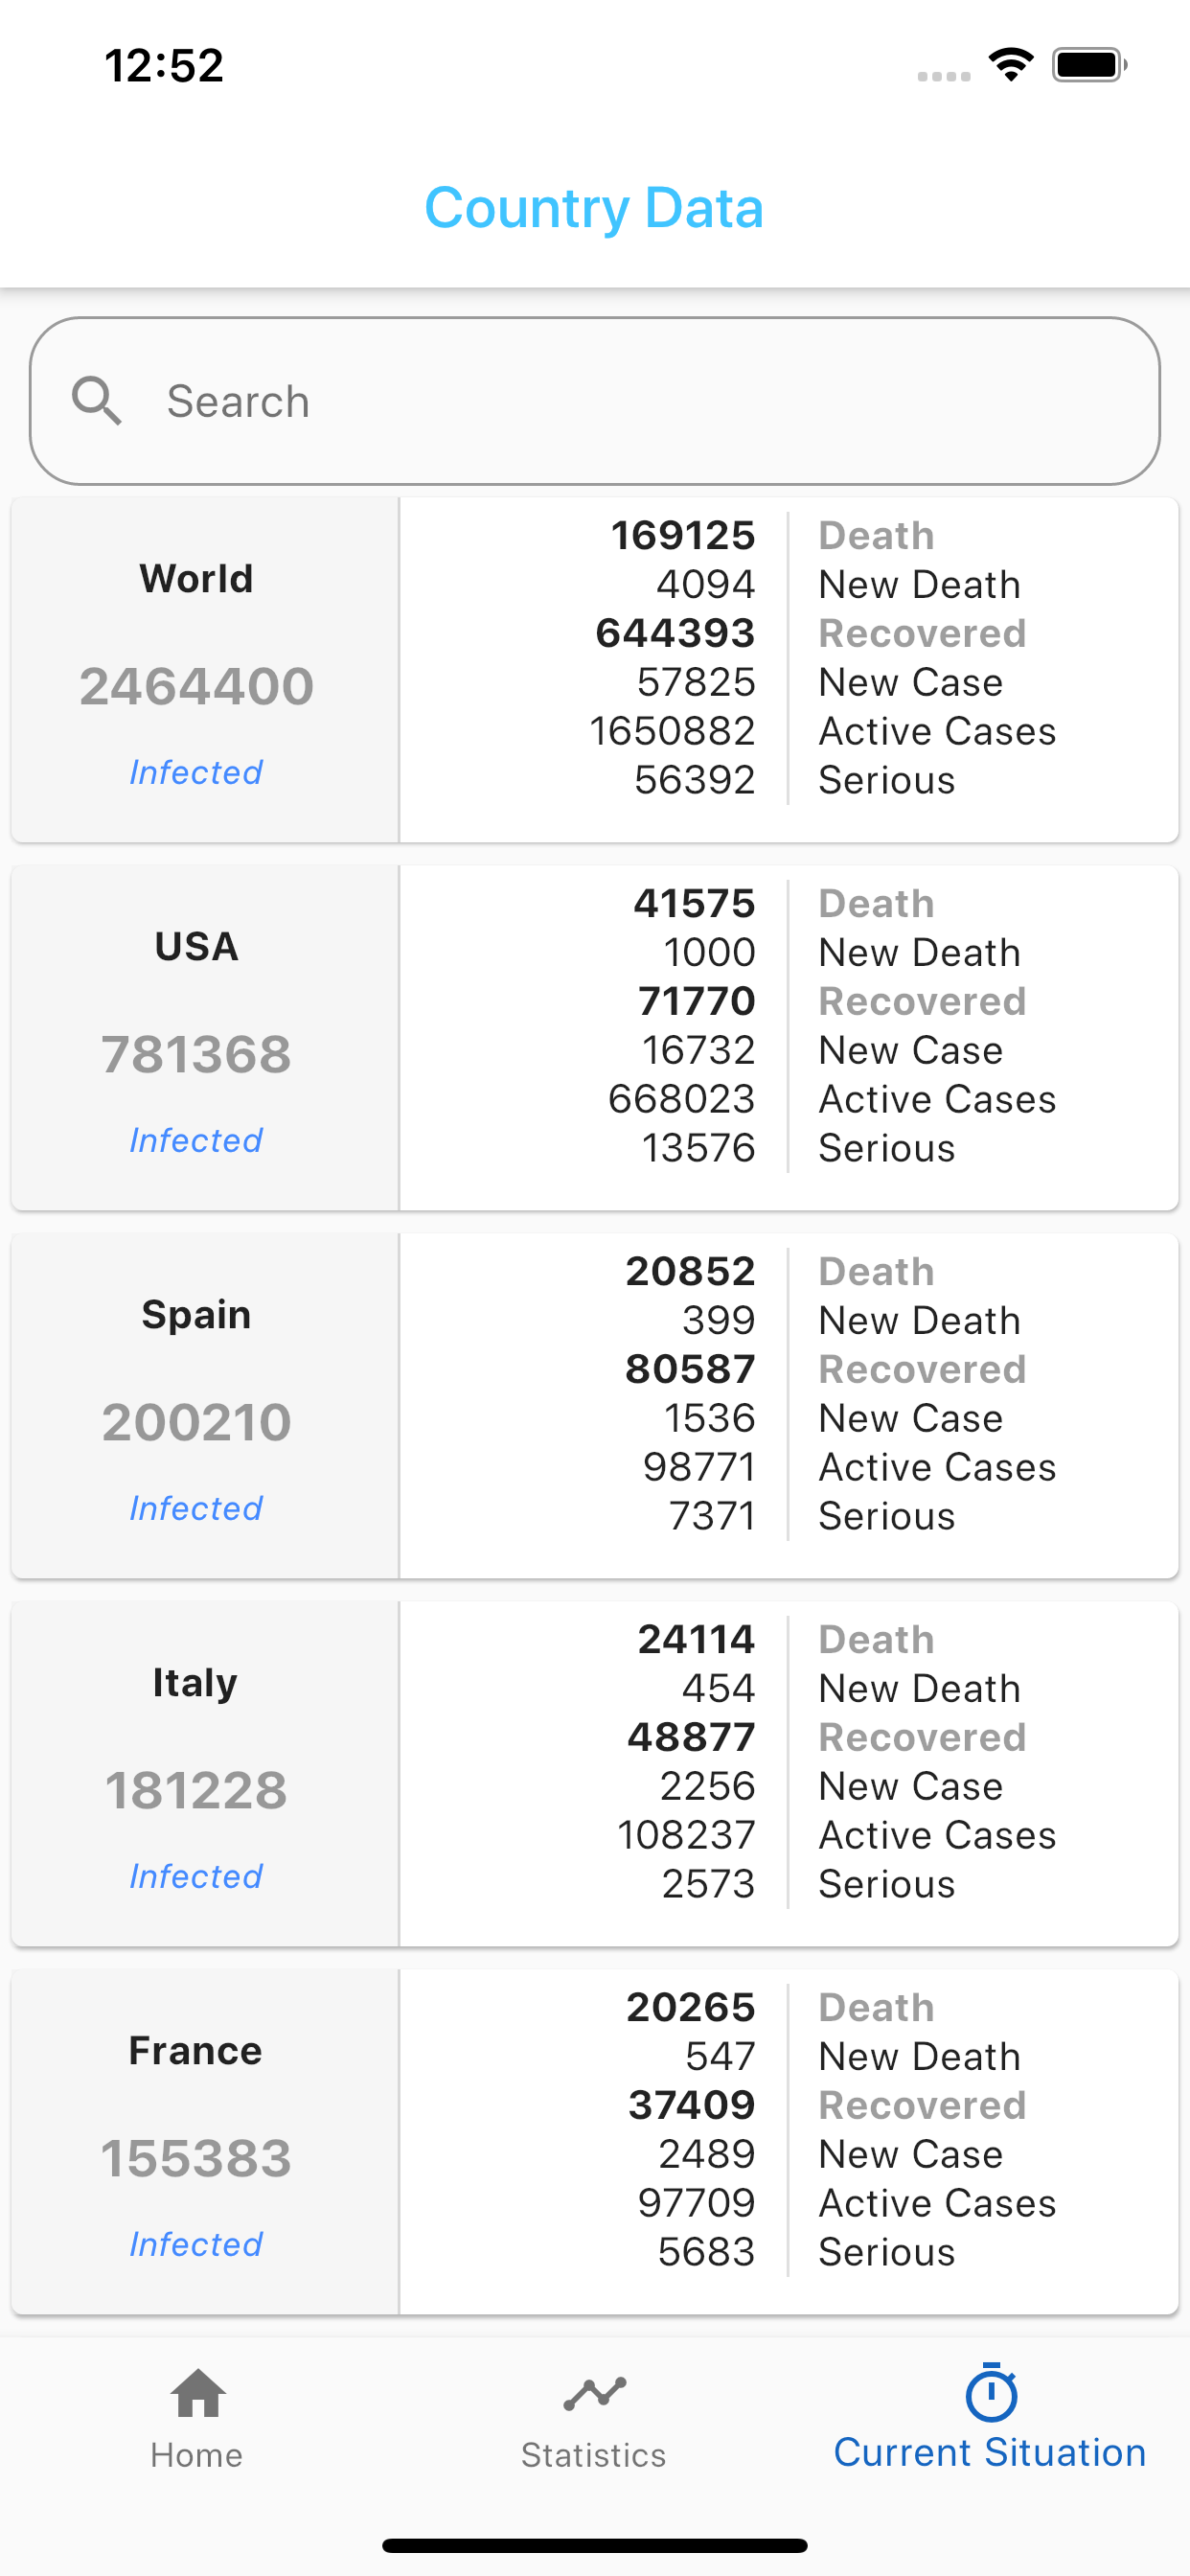 12:52
Country Data
Search
World
2464400
Infected
169125 Death
4094 New Death
644393 Recovered
57825 New Case
1650882 Active Cases
56392 Serious
USA
781368
Infected
41575 Death
1000 New Death
71770 Recovered
16732 New Case
668023 Active Cases
13576 Serious
Spain
200210
Infected
20852 Death
399 New Death
80587 Recovered
1536 New Case
98771 Active Cases
7371 Serious
Italy
181228
Infected
24114 Death
454 New Death
48877 Recovered
2256 New Case
108237 Active Cases
2573 Serious
France
155383
Infected
20265 Death
547 New Death
37409 Recovered
2489 New Case
97709 Active Cases
5683 Serious
Home
Statistics
Current Situation